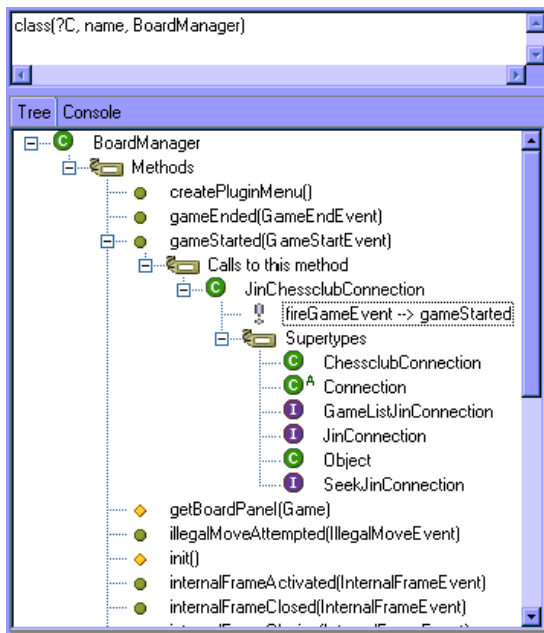 class(?C, name, BoardManager)
Tree Console
C BoardManager
Methods
createPluginMenu()
gameEnded(GameEndEvent)
gameStarted(GameStartEvent)
Calls to this method
C JinChessclubConnection
fireGameEvent --> gameStarted
Supertypes
C ChessclubConnection
C A Connection
I GameListJinConnection
I JinConnection
C Object
I SeekJinConnection
getBoardPanel(Game)
illegalMoveAttempted(IllegalMoveEvent)
init()
internalFrameActivated(InternalFrameEvent)
internalFrameClosed(InternalFrameEvent)